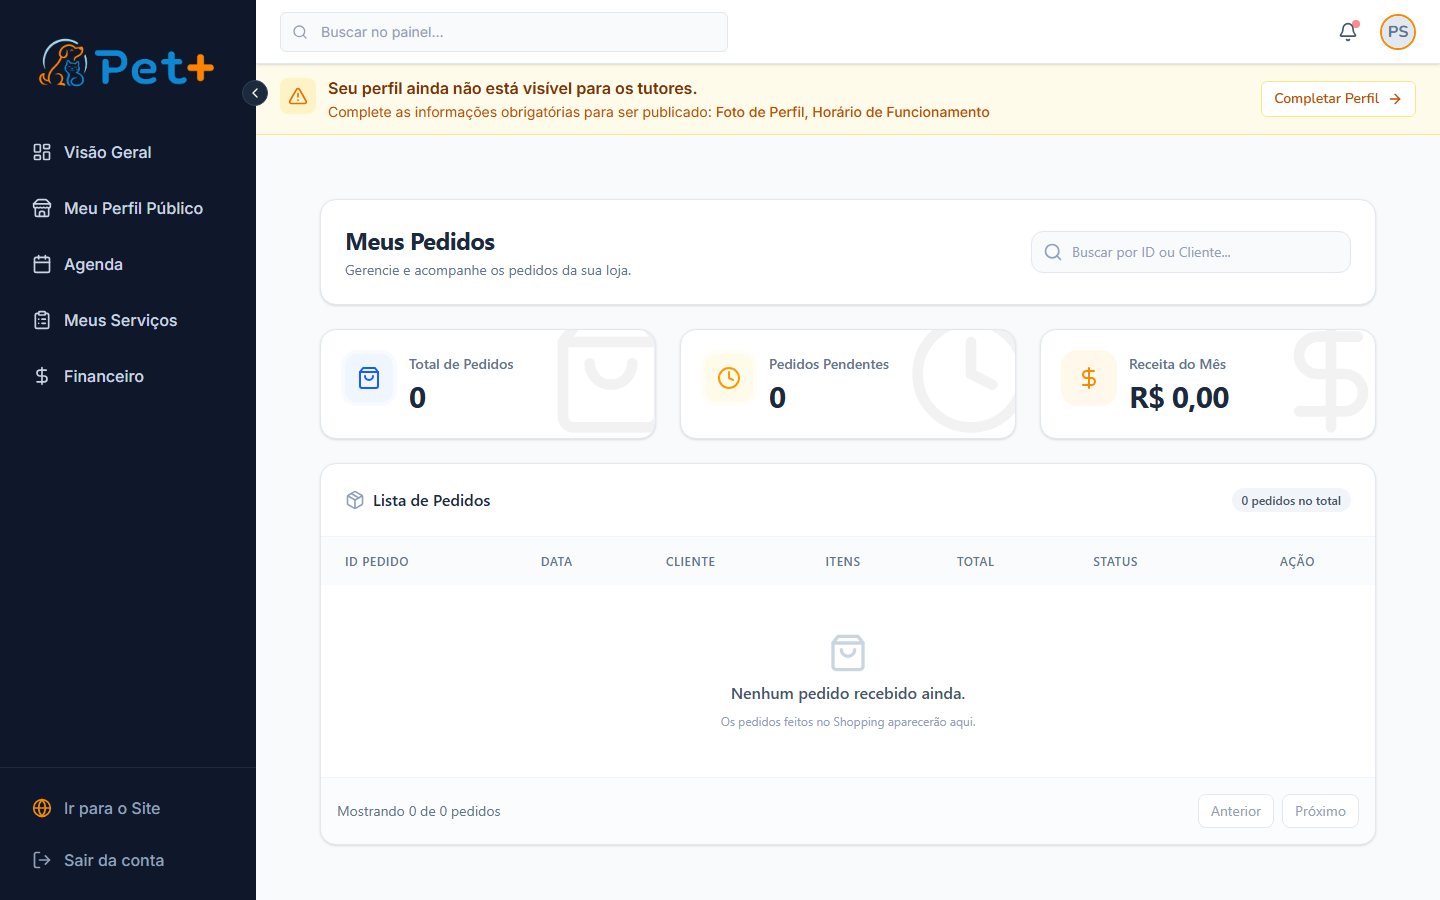 Pet+
Visão Geral
Meu Perfil Público
Agenda
Meus Serviços
Financeiro
Ir para o Site
Sair da conta
Buscar no painel...
PS
Seu perfil ainda não está visível para os tutores.
Complete as informações obrigatórias para ser publicado: Foto de Perfil, Horário de Funcionamento
Completar Perfil
Meus Pedidos
Gerencie e acompanhe os pedidos da sua loja.
Buscar por ID ou Cliente...
Total de Pedidos
0
Pedidos Pendentes
0
Receita do Mês
R$ 0,00
Lista de Pedidos
0 pedidos no total
ID PEDIDO DATA CLIENTE ITENS TOTAL STATUS AÇÃO
Nenhum pedido recebido ainda.
Os pedidos feitos no Shopping aparecerão aqui.
Mostrando 0 de 0 pedidos
Anterior
Próximo